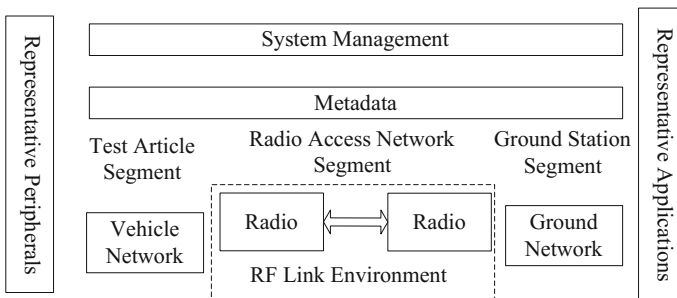 Representative Peripherals
System Management
Metadata
Test Article
Segment
Radio Access Network
Segment
Ground Station
Segment
Vehicle
Network
Radio
Radio
RF Link Environment
Ground
Network
Representative Applications